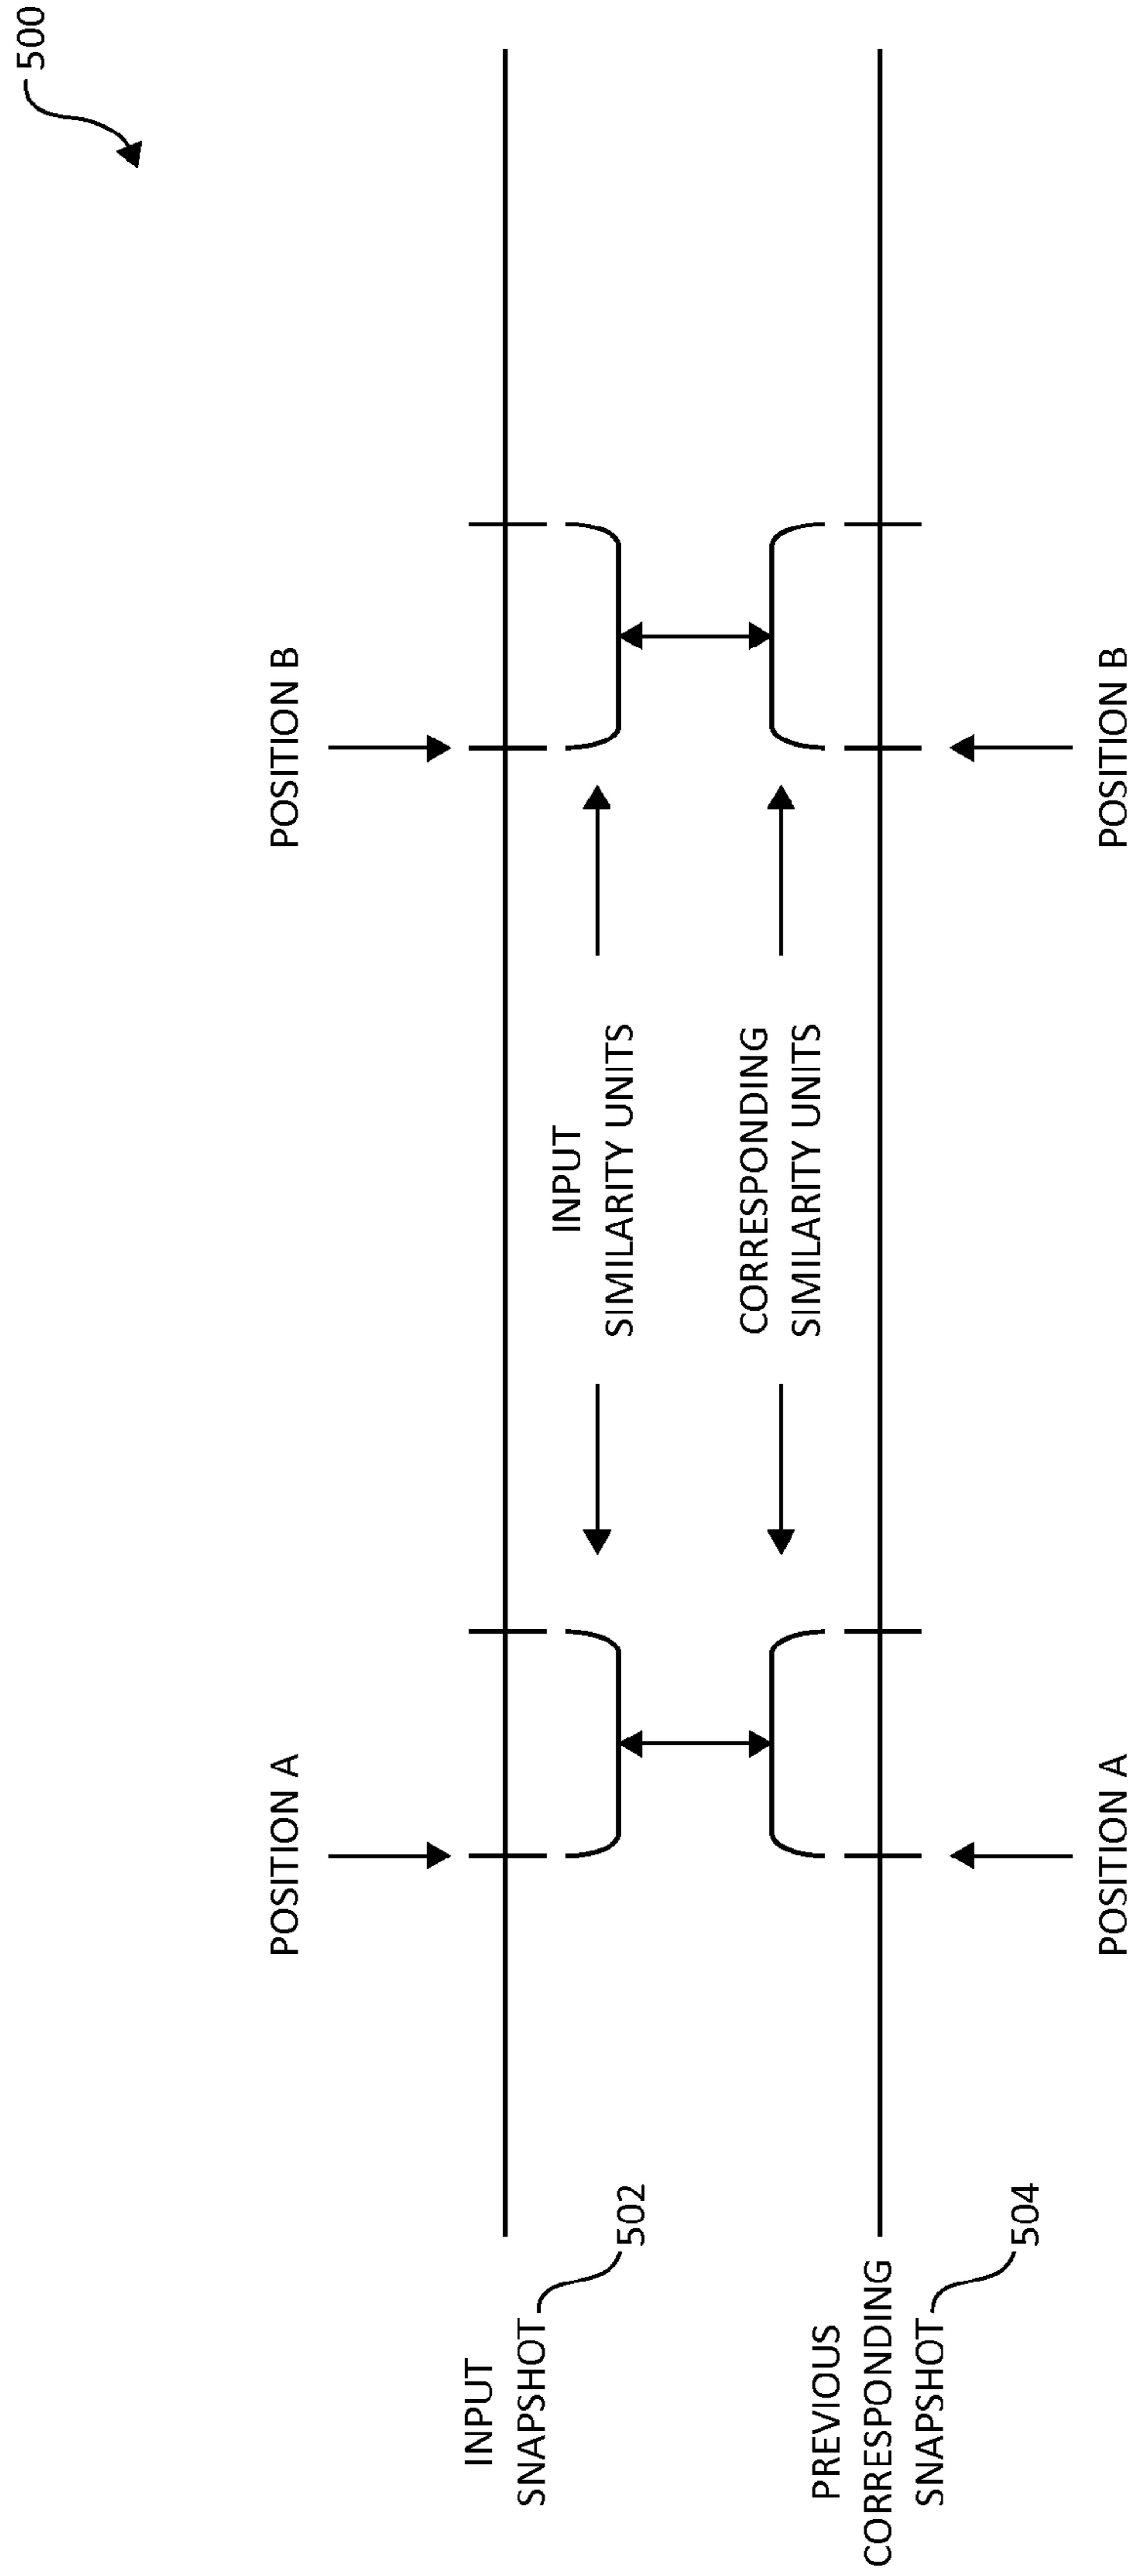 500
POSITION A
POSITION B
INPUT
SNAPSHOT
502
INPUT
SIMILARITY UNITS
CORRESPONDING
SIMILARITY UNITS
PREVIOUS
CORRESPONDING
SNAPSHOT
504
POSITION A
POSITION B